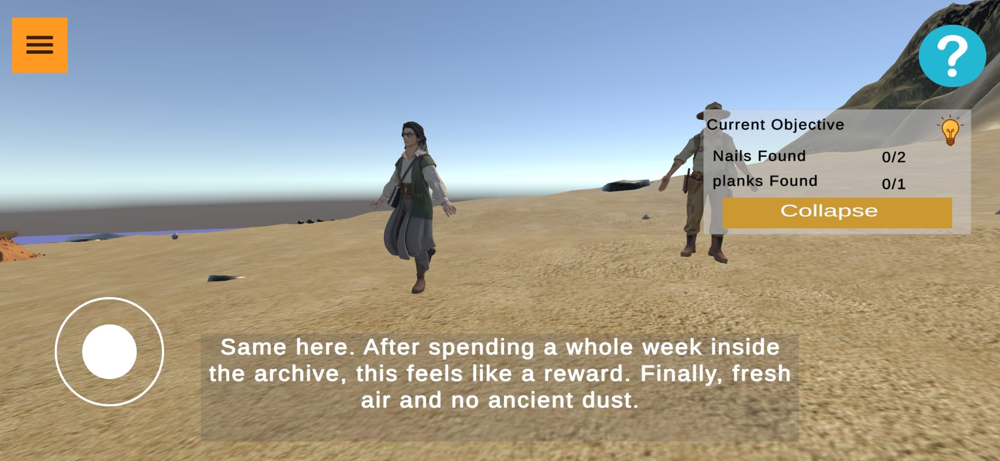 ?
Current Objective
Nails Found 0/2
planks Found 0/1
Collapse
Same here. After spending a whole week inside
the archive, this feels like a reward. Finally, fresh
air and no ancient dust.